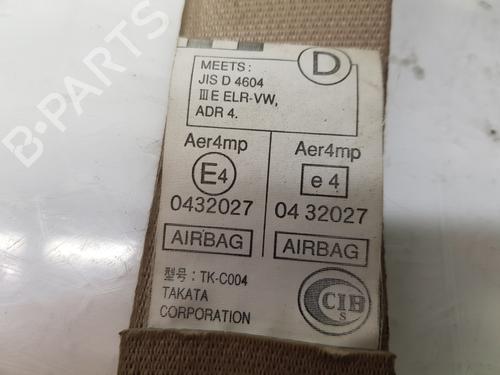 D
MEETS:
JIS D 4604
III E ELR-VW,
ADR 4.
Aer4mp
E4
0432027
AIRBAG
Aer4mp
e 4
04 32027
AIRBAG
型号: TK-C004
TAKATA
CORPORATION
CIB
S
B-PARTS